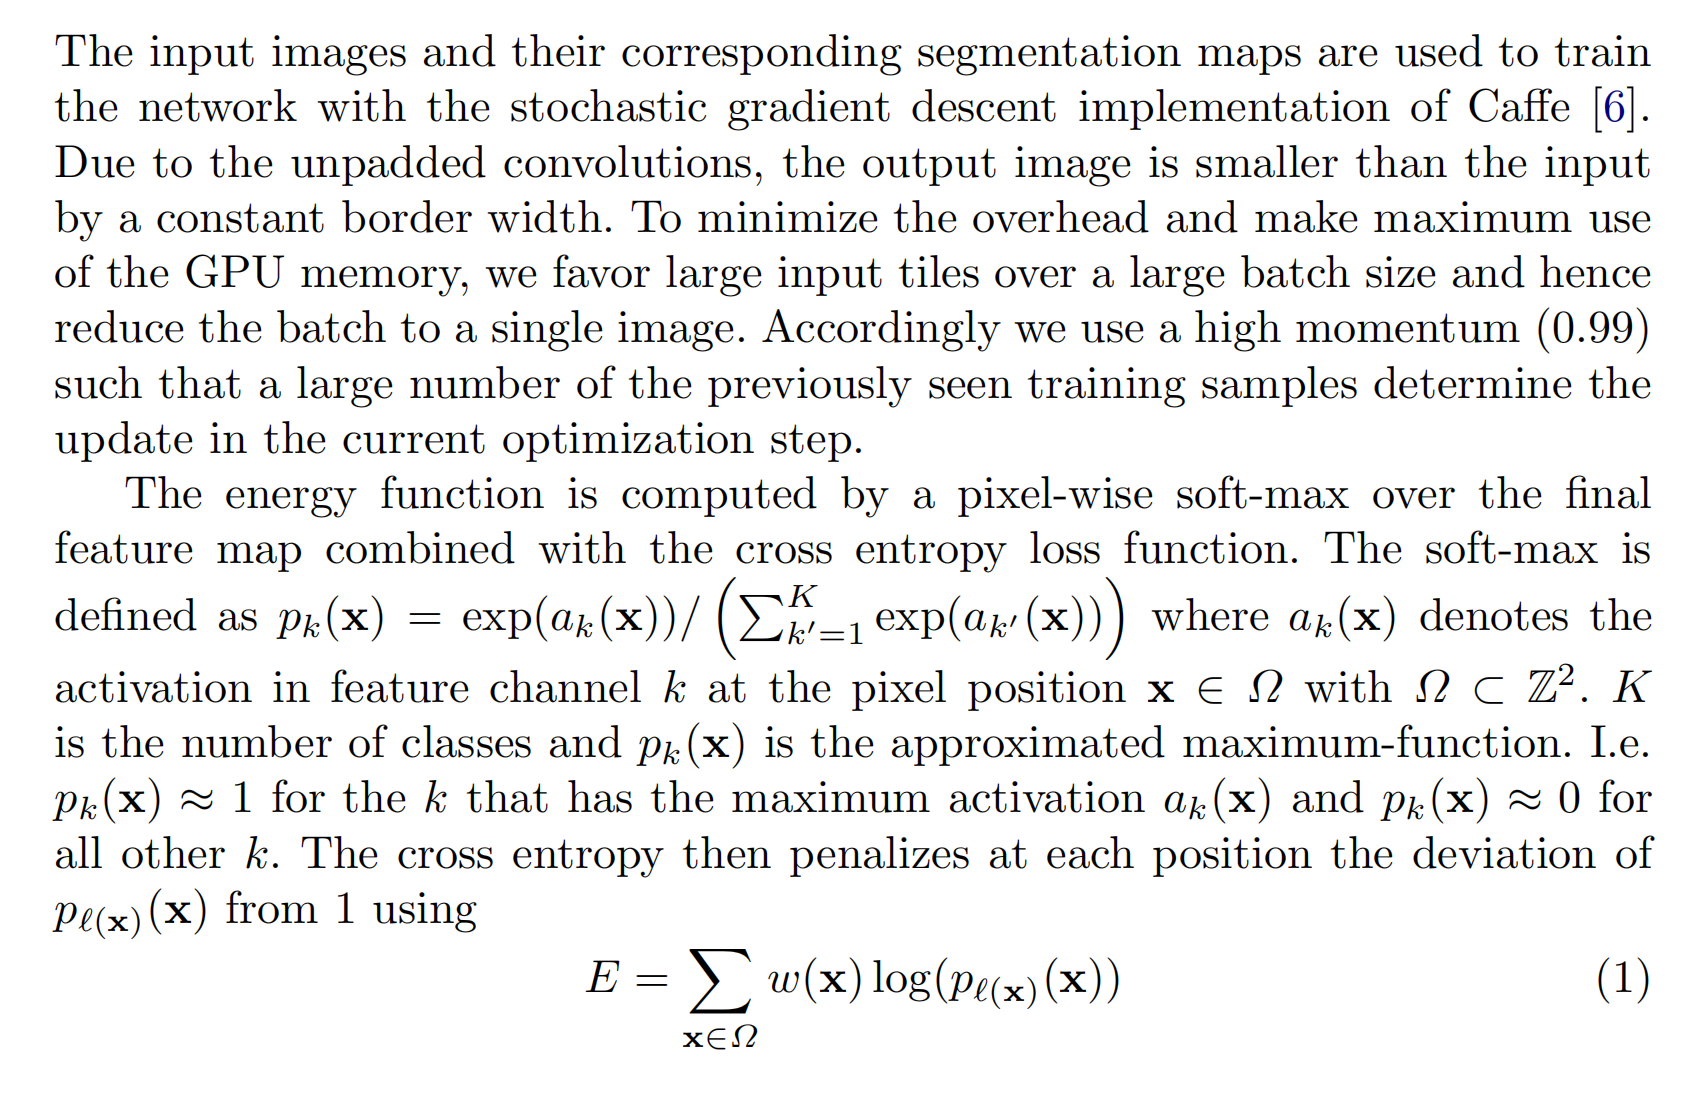 The input images and their corresponding segmentation maps are used to train
the network with the stochastic gradient descent implementation of Caffe [6].
Due to the unpadded convolutions, the output image is smaller than the input
by a constant border width. To minimize the overhead and make maximum use
of the GPU memory, we favor large input tiles over a large batch size and hence
reduce the batch to a single image. Accordingly we use a high momentum (0.99)
such that a large number of the previously seen training samples determine the
update in the current optimization step.
The energy function is computed by a pixel-wise soft-max over the final
feature map combined with the cross entropy loss function. The soft-max is
defined as $p_k(\mathbf{x}) = \exp(a_k(\mathbf{x}))/\left(\sum_{k'=1}^{K} \exp(a_{k'}(\mathbf{x}))\right)$ where $a_k(\mathbf{x})$ denotes the
activation in feature channel $k$ at the pixel position $\mathbf{x} \in \Omega$ with $\Omega \subset \mathbb{Z}^2$. $K$
is the number of classes and $p_k(\mathbf{x})$ is the approximated maximum-function. I.e.
$p_k(\mathbf{x}) \approx 1$ for the $k$ that has the maximum activation $a_k(\mathbf{x})$ and $p_k(\mathbf{x}) \approx 0$ for
all other $k$. The cross entropy then penalizes at each position the deviation of
$p_{\ell(\mathbf{x})}(\mathbf{x})$ from 1 using
$E = \sum_{\mathbf{x} \in \Omega} w(\mathbf{x}) \log(p_{\ell(\mathbf{x})}(\mathbf{x}))$ (1)